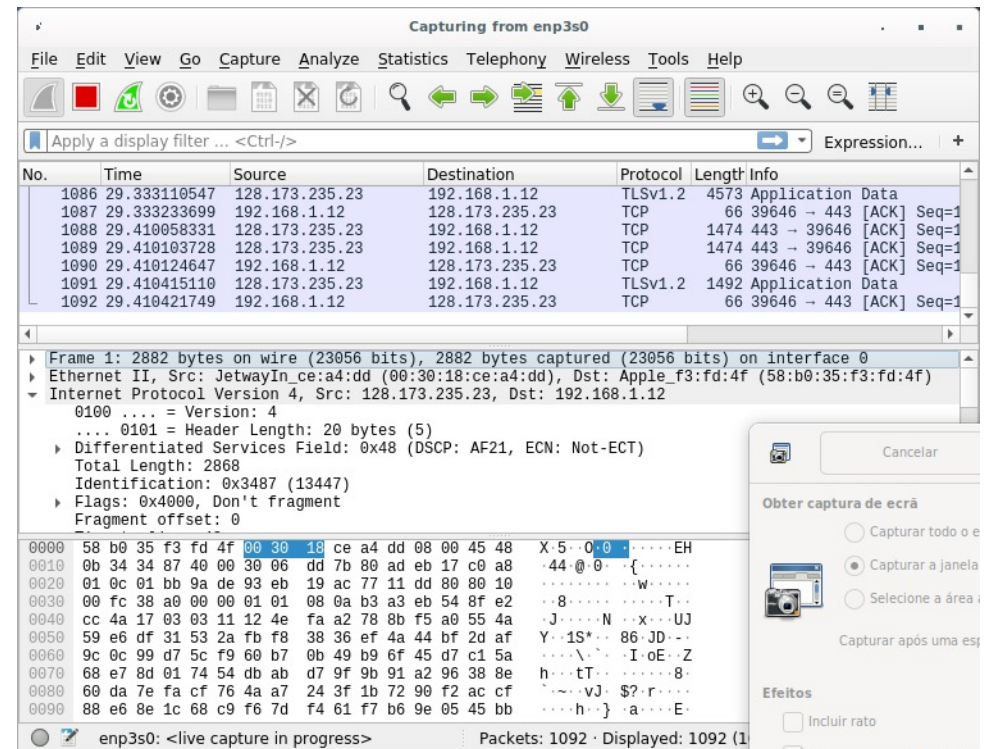 Capturing from enp3s0
File Edit View Go Capture Analyze Statistics Telephony Wireless Tools Help
Apply a display filter ... <Ctrl-/> Expression... +
No. Time Source Destination Protocol Length Info
1086 29.333110547 128.173.235.23 192.168.1.12 TLSv1.2 4573 Application Data
1087 29.333233699 192.168.1.12 128.173.235.23 TCP 66 39646 → 443 [ACK] Seq=1
1088 29.410058331 128.173.235.23 192.168.1.12 TCP 1474 443 → 39646 [ACK] Seq=1
1089 29.410103728 128.173.235.23 192.168.1.12 TCP 1474 443 → 39646 [ACK] Seq=1
1090 29.410124647 192.168.1.12 128.173.235.23 TCP 66 39646 → 443 [ACK] Seq=1
1091 29.410415110 128.173.235.23 192.168.1.12 TLSv1.2 1492 Application Data
1092 29.410421749 192.168.1.12 128.173.235.23 TCP 66 39646 → 443 [ACK] Seq=1
Frame 1: 2882 bytes on wire (23056 bits), 2882 bytes captured (23056 bits) on interface 0
Ethernet II, Src: JetwayIn_ce:a4:dd (00:30:18:ce:a4:dd), Dst: Apple_f3:fd:4f (58:b0:35:f3:fd:4f)
Internet Protocol Version 4, Src: 128.173.235.23, Dst: 192.168.1.12
0100 .... = Version: 4
.... 0101 = Header Length: 20 bytes (5)
Differentiated Services Field: 0x48 (DSCP: AF21, ECN: Not-ECT)
Total Length: 2868
Identification: 0x3487 (13447)
Flags: 0x4000, Don't fragment
Fragment offset: 0
Cancelar
Obter captura de ecrã
Capturar todo o e
Capturar a janela
Selecione a área a
Capturar após uma esp
Efeitos
Incluir rato
0000 58 b0 35 f3 fd 4f 00 30 18 ce a4 dd 08 00 45 48 X·5··O·0 ······EH
0010 0b 34 34 87 40 00 30 06 dd 7b 80 ad eb 17 c0 a8 ·44·@·0· ·{······
0020 01 0c 01 bb 9a de 93 eb 19 ac 77 11 dd 80 80 10 ········ ··w·····
0030 00 fc 38 a0 00 00 01 01 08 0a b3 a3 eb 54 8f e2 ··8····· ·····T··
0040 cc 4a 17 03 03 11 12 4e fa a2 78 8b f5 a0 55 4a ·J·····N ··x···UJ
0050 59 e6 df 31 53 2a fb f8 38 36 ef 4a 44 bf 2d af Y··1S*·· 86·JD·-·
0060 9c 0c 99 d7 5c f9 60 b7 0b 49 b9 6f 45 d7 c1 5a ····\·`· ·I·oE··Z
0070 68 e7 8d 01 74 54 db ab d7 9f 9b 91 a2 96 38 8e h···tT·· ······8·
0080 60 da 7e fa cf 76 4a a7 24 3f 1b 72 90 f2 ac cf `·~··vJ· $?·r····
0090 88 e6 8e 1c 68 c9 f6 7d f4 61 f7 b6 9e 05 45 bb ····h··} ·a····E·
enp3s0: <live capture in progress> Packets: 1092 · Displayed: 1092 (1